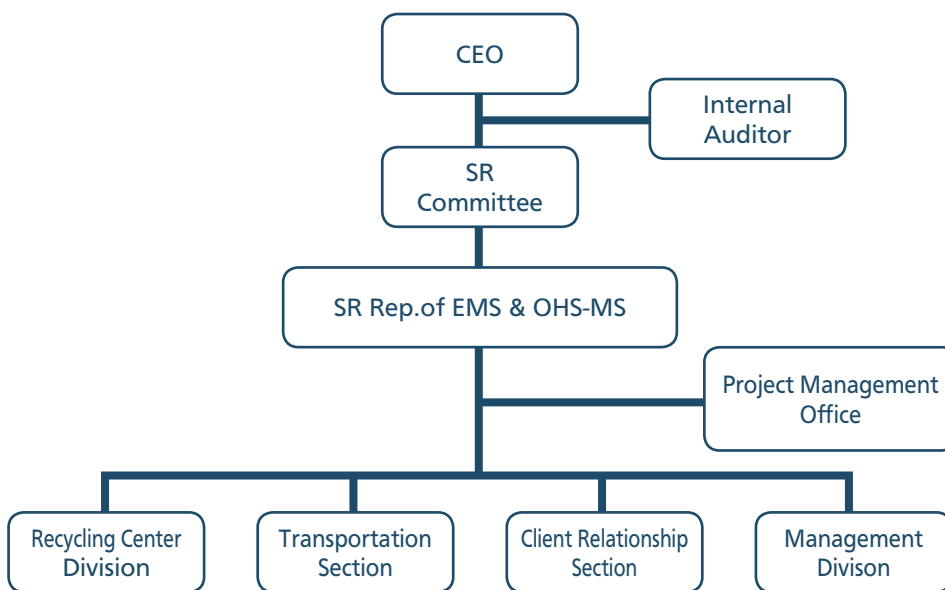 CEO
Internal
Auditor
SR
Committee
SR Rep.of EMS & OHS-MS
Project Management
Office
Recycling Center
Division
Transportation
Section
Client Relationship
Section
Management
Divison